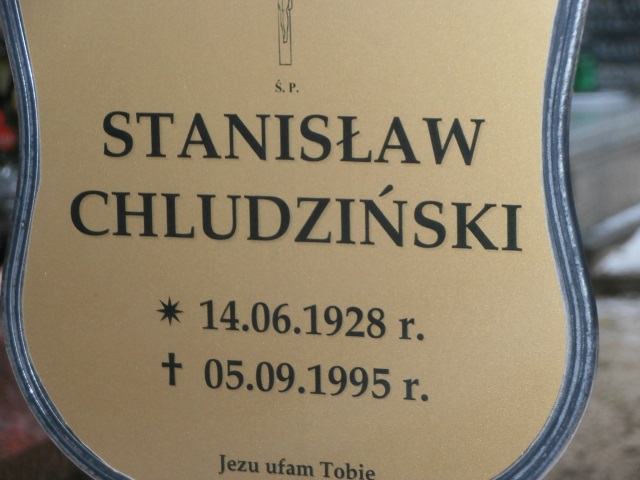 Ś. P.
STANISŁAW
CHLUDZIŃSKI
✷ 14.06.1928 r.
✝ 05.09.1995 r.
Jezu ufam Tobie